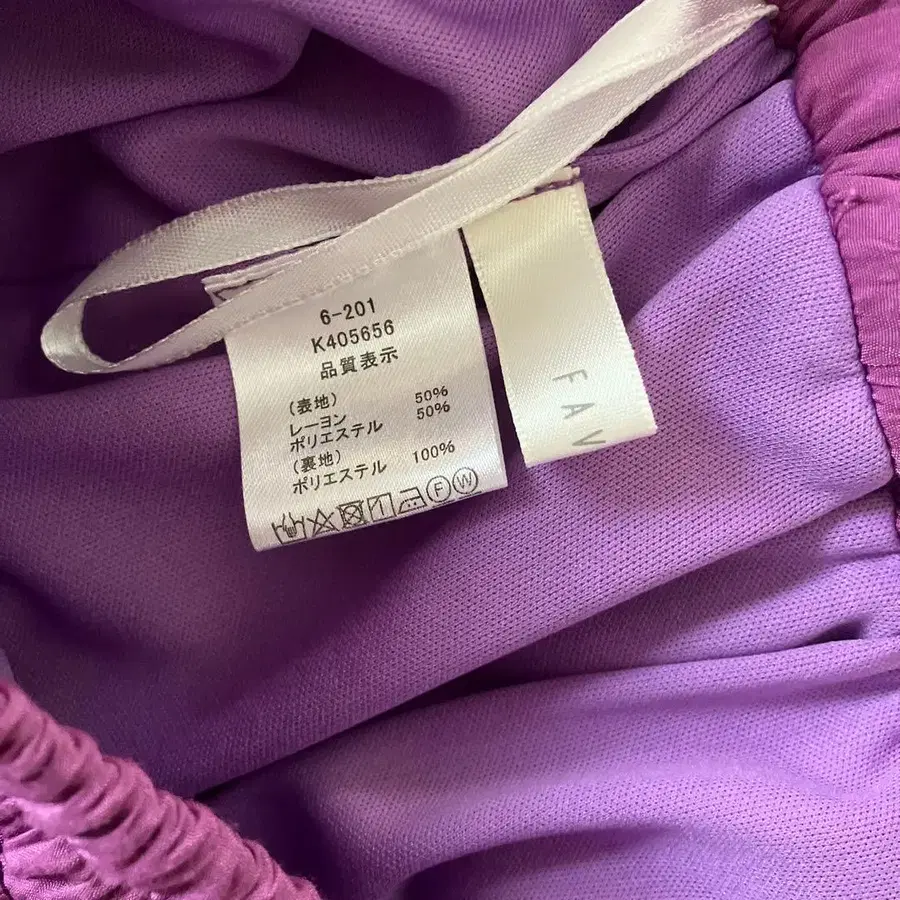 6-201
K405656
品質表示
(表地)
レーヨン 50%
ポリエステル 50%
(裏地)
ポリエステル 100%
F W
F A V